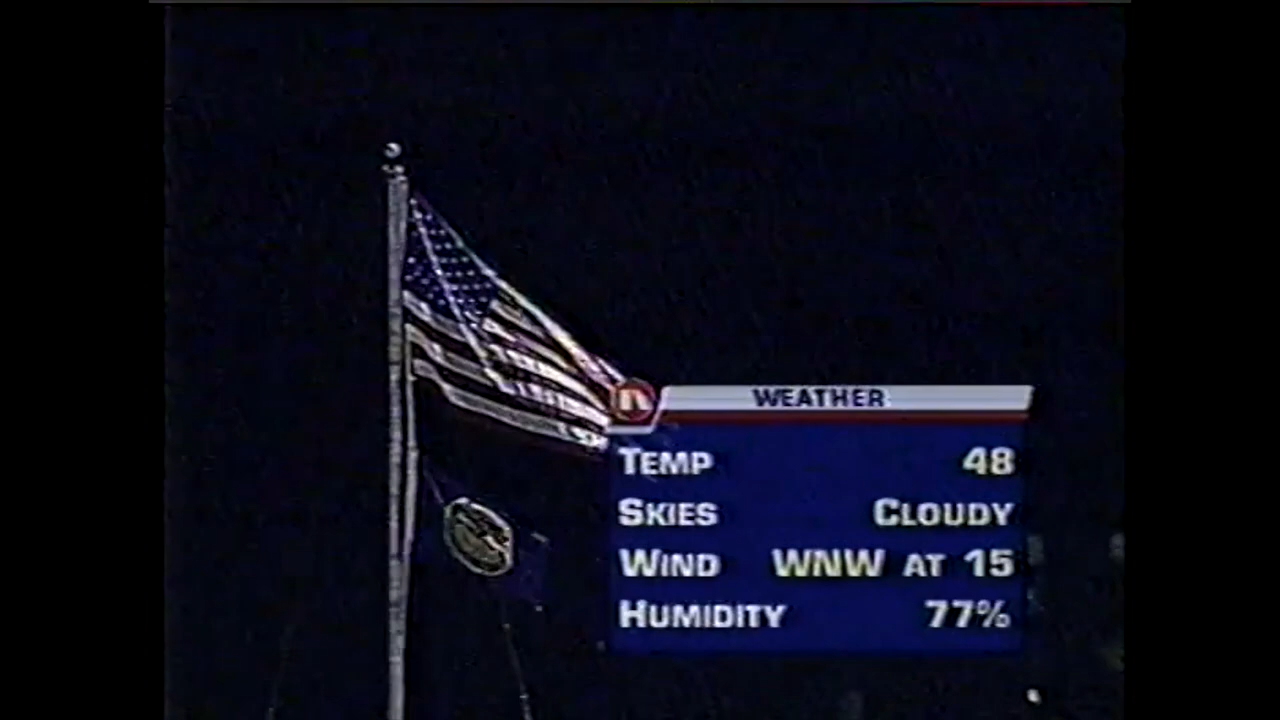 WEATHER
TEMP 48
SKIES CLOUDY
WIND WNW AT 15
HUMIDITY 77%